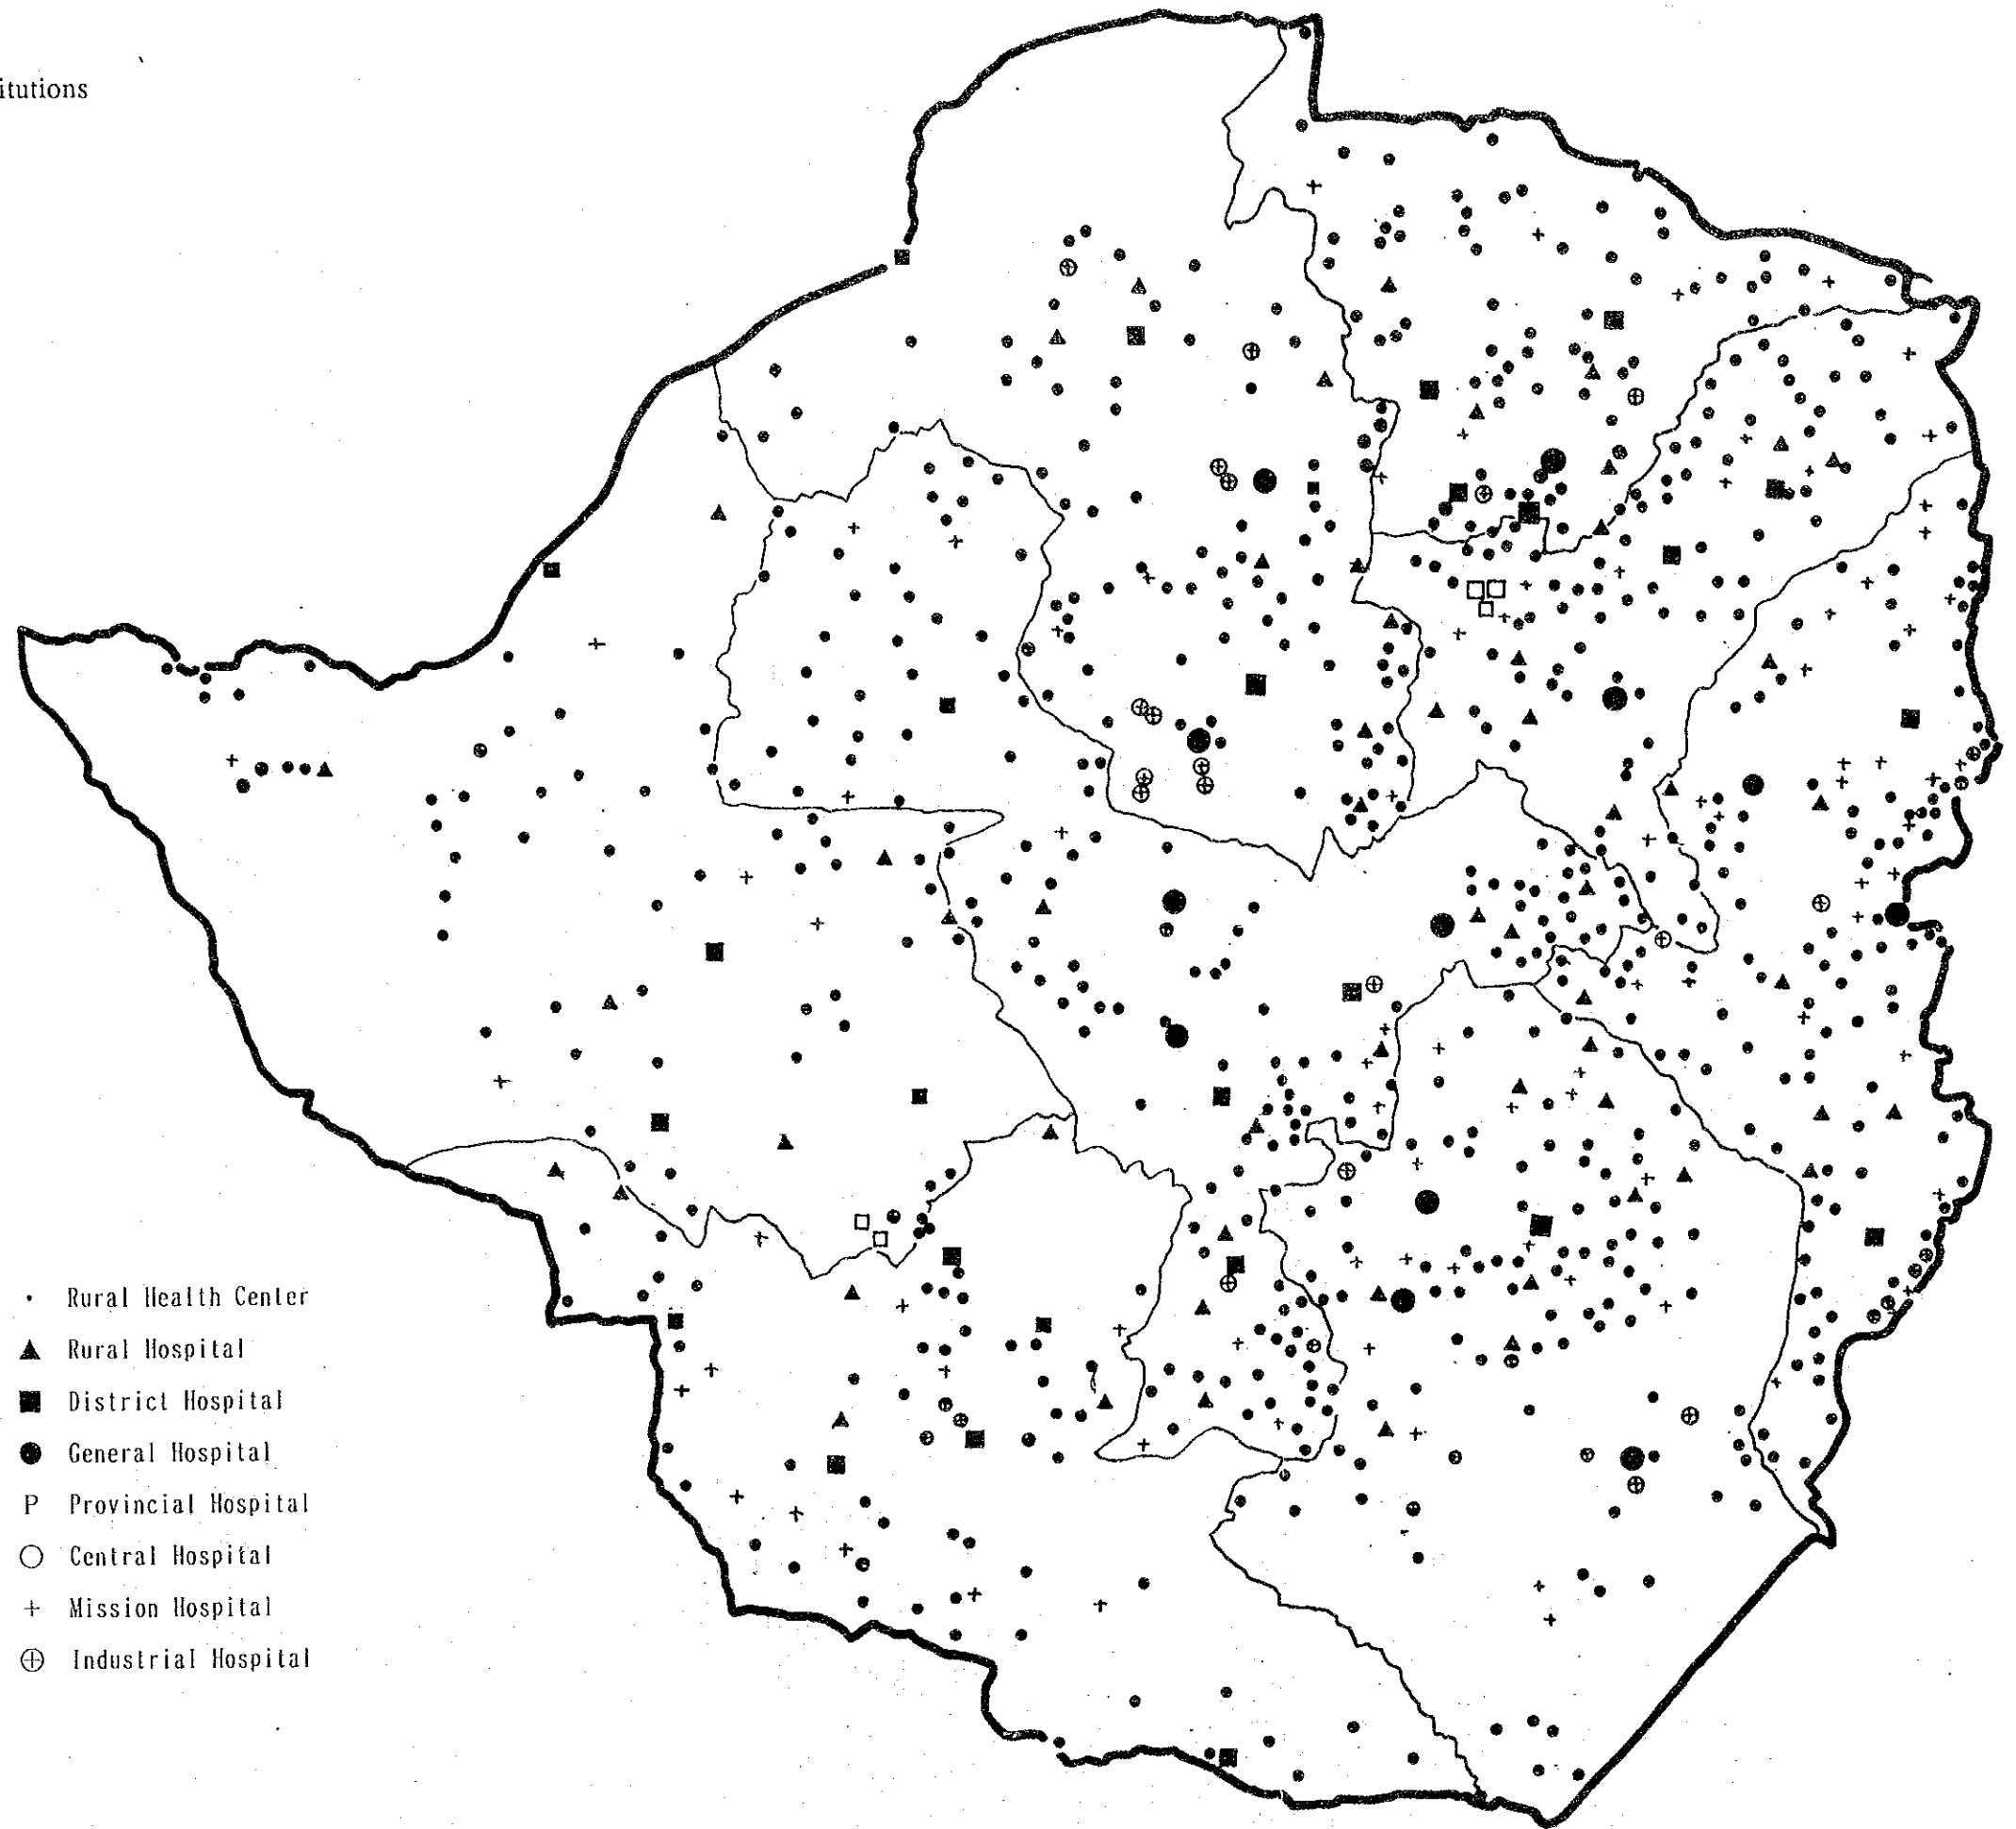 itutions
Rural Health Center
Rural Hospital
District Hospital
General Hospital
P Provincial Hospital
Central Hospital
Mission Hospital
Industrial Hospital